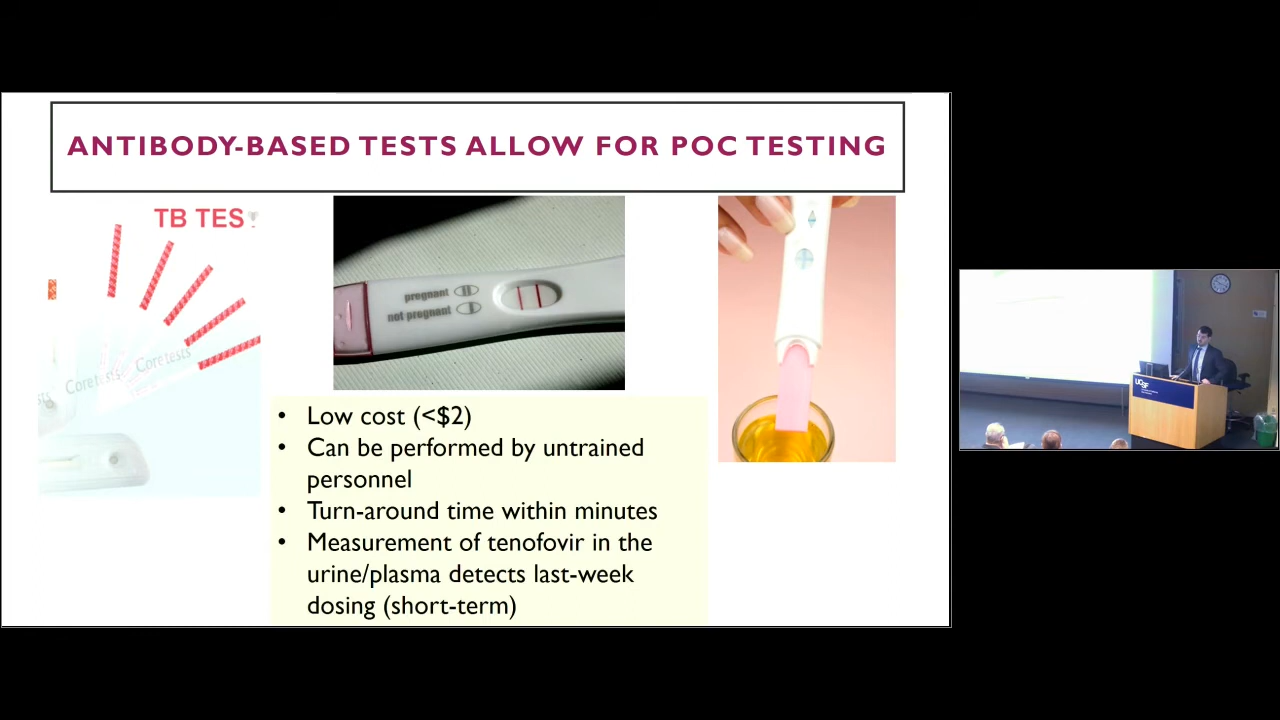 ANTIBODY-BASED TESTS ALLOW FOR POC TESTING
TB TES
pregnant
not pregnant
Coretests
Coretests
• Low cost (<$2)
• Can be performed by untrained
personnel
• Turn-around time within minutes
• Measurement of tenofovir in the
urine/plasma detects last-week
dosing (short-term)
UCSF